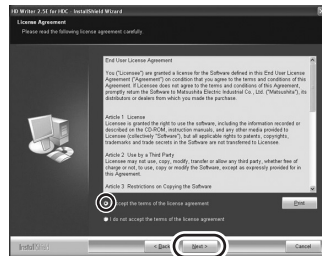 HD Writer 2.5E for HDC - InstallShield Wizard
License Agreement
Please read the following license agreement carefully.
End User License Agreement
You ("Licensee") are granted a license for the Software defined in this End User License
Agreement ("Agreement") on condition that you agree to the terms and conditions of this
Agreement. If Licensee does not agree to the terms and conditions of this Agreement,
promptly return the Software to Matsushita Electric Industrial Co., Ltd. ("Matsushita"), its
distributors or dealers from which you made the purchase.
Article 1 License
Licensee is granted the right to use the software, including the information recorded or
described on the CD-ROM, instruction manuals, and any other media provided to
Licensee (collectively "Software"), but all applicable rights to patents, copyrights,
trademarks and trade secrets in the Software are not transferred to Licensee.
Article 2 Use by a Third Party
Licensee may not use, copy, modify, transfer or allow any third party, whether free of
charge or not, to use, copy or modify the Software, except as expressly provided for in
this Agreement.
Article 3 Restrictions on Copying the Software
accept the terms of the license agreement
Print
I do not accept the terms of the license agreement
InstallShield
< Back
Next >
Cancel